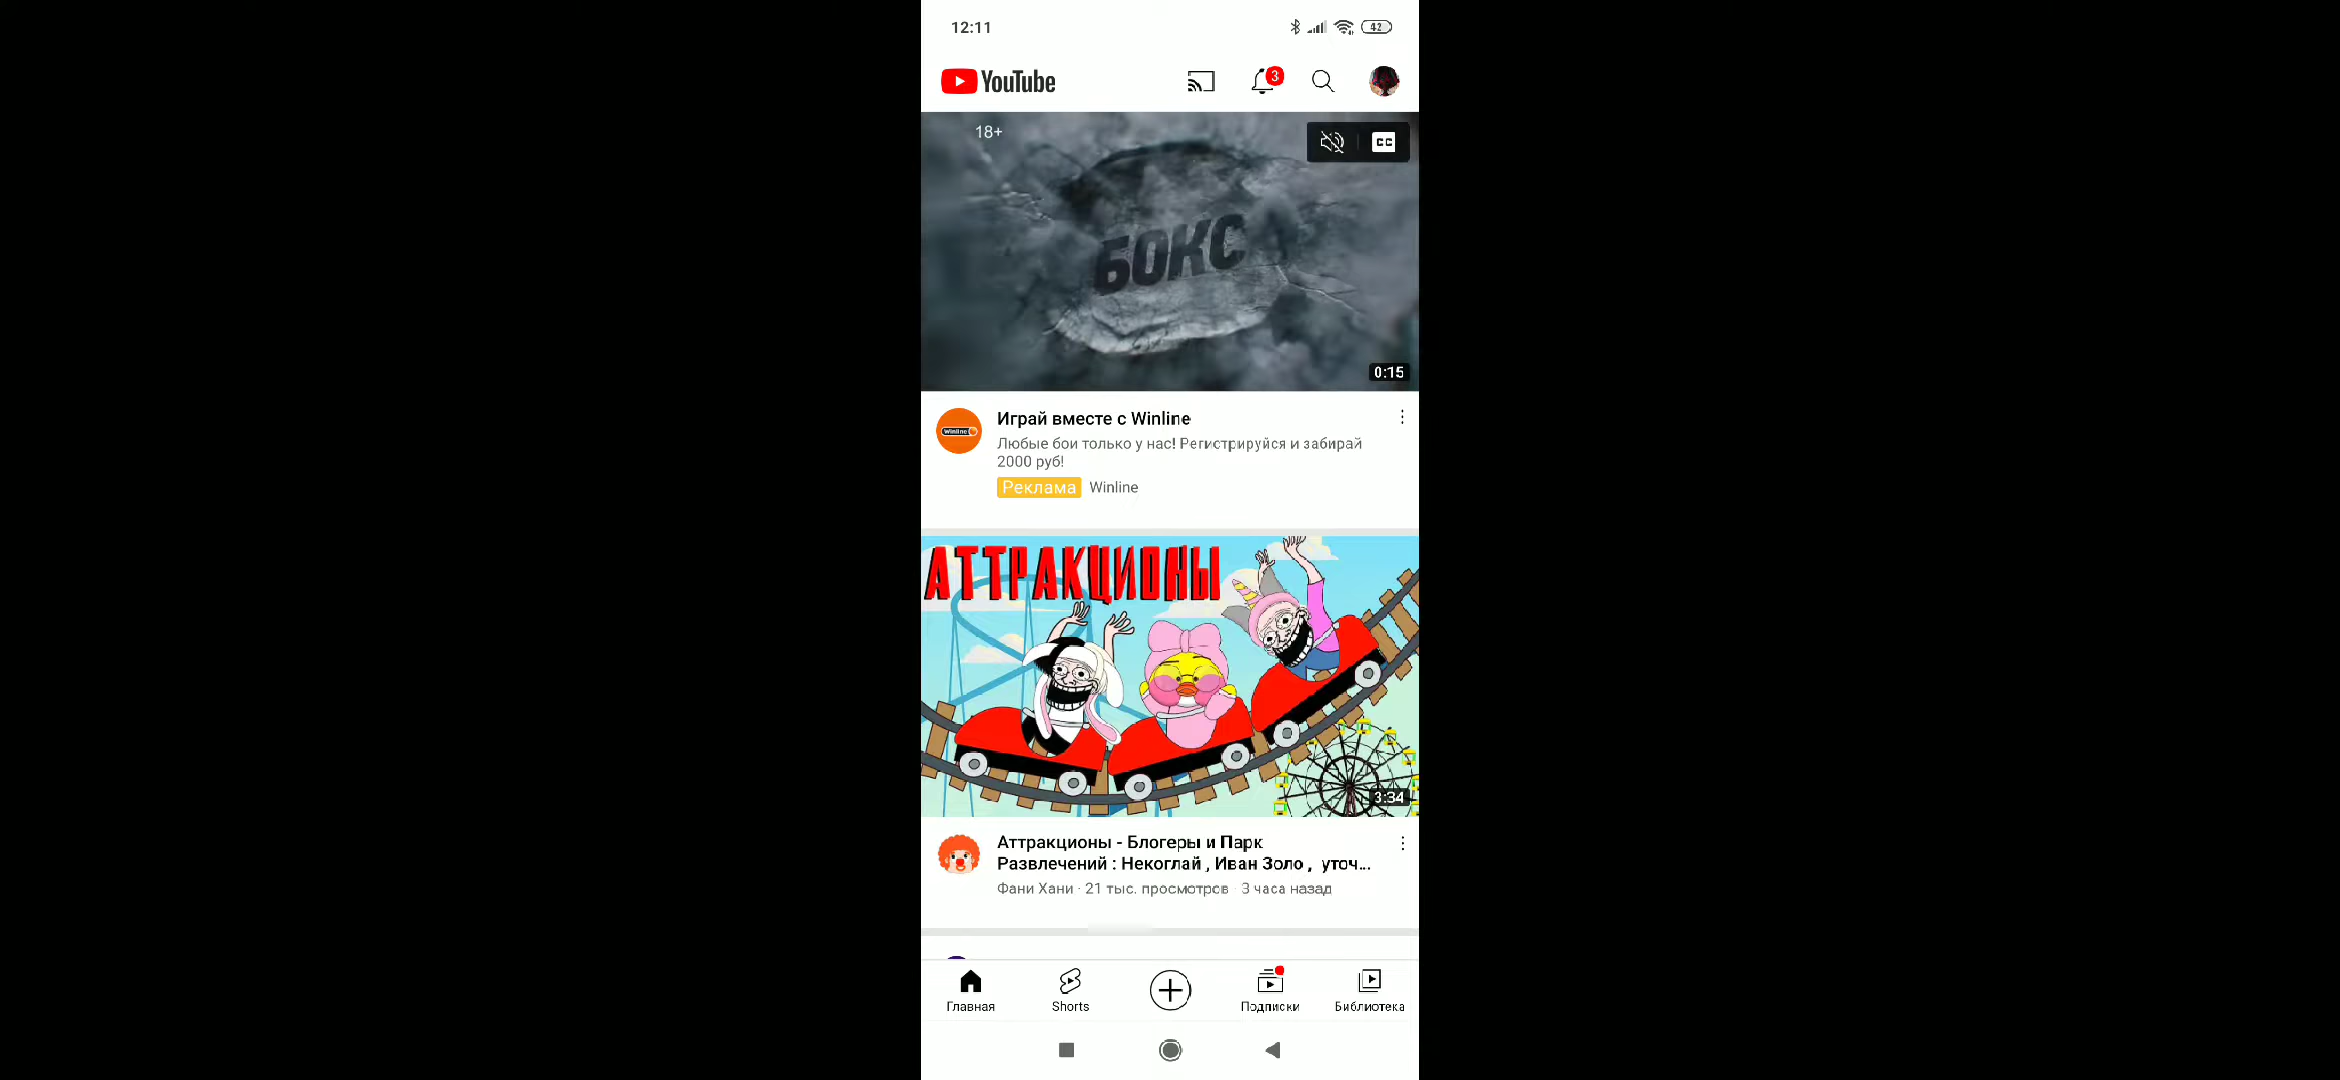 12:11
42
YouTube
3
18+
CC
БОКС
0:15
Играй вместе с Winline
Winline
Любые бои только у нас! Регистрируйся и забирай
2000 руб!
Реклама Winline
АТТРАКЦИОНЫ
3:34
Аттракционы - Блогеры и Парк
Развлечений : Некоглай , Иван Золо , уточ...
Фани Хани · 21 тыс. просмотров · 3 часа назад
Главная
Shorts
Подписки
Библиотека